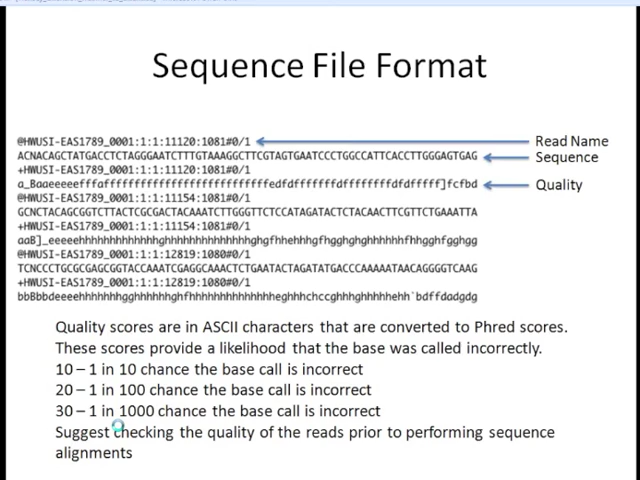 Sequence File Format
@HWUSI-EAS1789_0001:1:1:11120:1081#0/1
Read Name
ACNACAGCTATGACCTCTAGGGAATCTTTGTAAAGGCTTCGTAGTGAATCCCTGGCCATTCACCTTGGGAGTGAG
Sequence
+HWUSI-EAS1789_0001:1:1:11120:1081#0/1
a_Baaeeeeefffaffffffffffffffffffffffffffedfdfffffffdfffffffdfdfffff]fcfbd
Quality
@HWUSI-EAS1789_0001:1:1:11154:1081#0/1
GCNCTACAGCGGTCTTACTCGCGACTACAAATCTTGGGTTCTCCATAGATACTCTACAACTTCGTTCTGAAATTA
+HWUSI-EAS1789_0001:1:1:11154:1081#0/1
aaB]_eeeeehhhhhhhhhhhhghhhhhhhhhhhhhhhghgfhhehhhgfhgghghghhhhhhfhhgghfgghgg
@HWUSI-EAS1789_0001:1:1:12819:1080#0/1
TCNCCCTGCGCGAGCGGTACCAAATCGAGGCAAACTCTGAATACTAGATATGACCCAAAAATAACAGGGGTCAAG
+HWUSI-EAS1789_0001:1:1:12819:1080#0/1
bbBbbdeeeehhhhhhhgghhhhhhghfhhhhhhhhhhhhhhheghhhchccghhhghhhhhehh`bdffdadgdg
Quality scores are in ASCII characters that are converted to Phred scores.
These scores provide a likelihood that the base was called incorrectly.
10 – 1 in 10 chance the base call is incorrect
20 – 1 in 100 chance the base call is incorrect
30 – 1 in 1000 chance the base call is incorrect
Suggest checking the quality of the reads prior to performing sequence
alignments